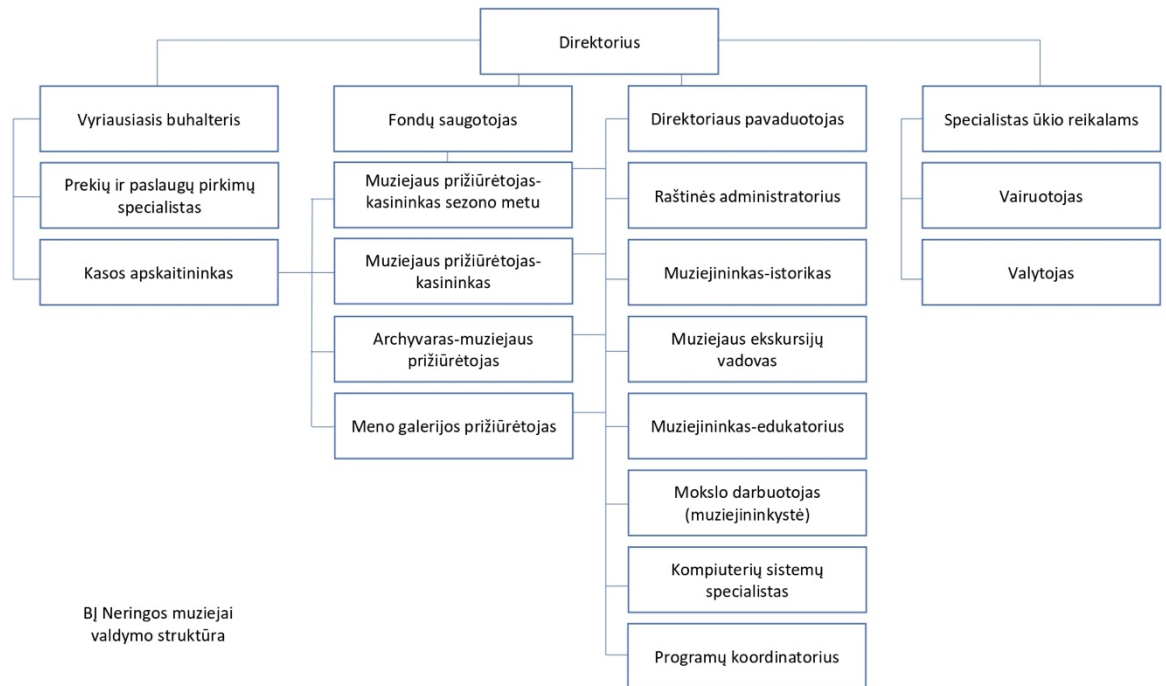 Direktorius
Vyriausiasis buhalteris
Prekių ir paslaugų pirkimų
specialistas
Kasos apskaitininkas
Fondų saugotojas
Muziejaus prižiūrėtojas-
kasininkas sezono metu
Muziejaus prižiūrėtojas-
kasininkas
Archyvaras-muziejaus
prižiūrėtojas
Meno galerijos prižiūrėtojas
Direktoriaus pavaduotojas
Raštinės administratorius
Muziejininkas-istorikas
Muziejaus ekskursijų
vadovas
Muziejininkas-edukatorius
Mokslo darbuotojas
(muziejininkystė)
Kompiuterių sistemų
specialistas
Programų koordinatorius
Specialistas ūkio reikalams
Vairuotojas
Valytojas
BĮ Neringos muziejai
valdymo struktūra